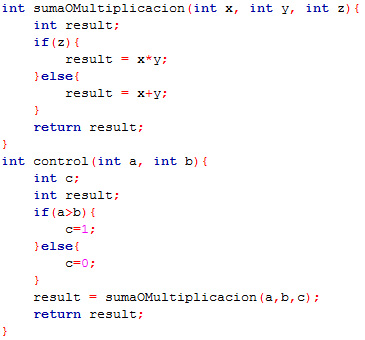 int sumaOMultiplicacion(int x, int y, int z){
    int result;
    if(z){
        result = x*y;
    }else{
        result = x+y;
    }
    return result;
}
int control(int a, int b){
    int c;
    int result;
    if(a>b){
        c=1;
    }else{
        c=0;
    }
    result = sumaOMultiplicacion(a,b,c);
    return result;
}